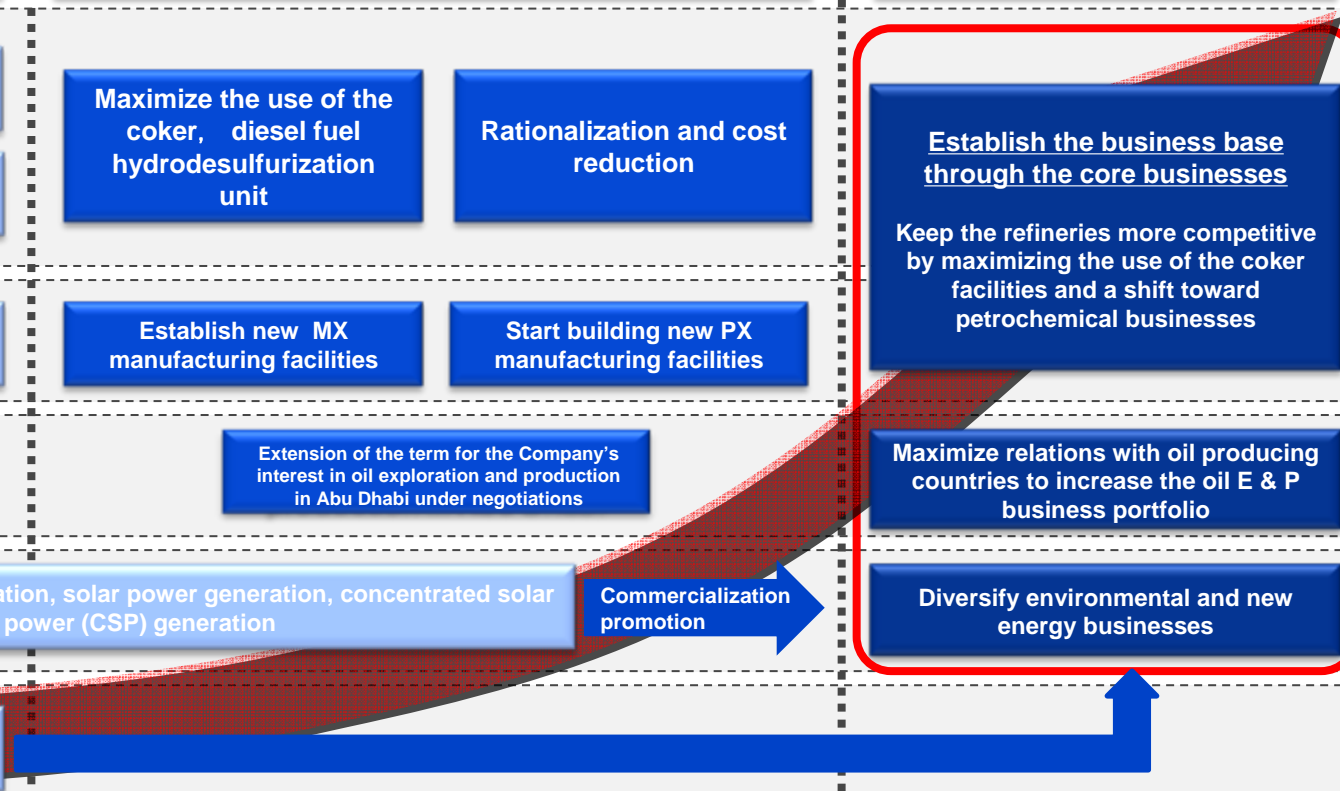 Maximize the use of the
coker, diesel fuel
hydrodesulfurization
unit
Rationalization and cost
reduction
Establish the business base
through the core businesses
Keep the refineries more competitive
by maximizing the use of the coker
facilities and a shift toward
petrochemical businesses
Establish new MX
manufacturing facilities
Start building new PX
manufacturing facilities
Extension of the term for the Company’s
interest in oil exploration and production
in Abu Dhabi under negotiations
Maximize relations with oil producing
countries to increase the oil E & P
business portfolio
solar power generation, concentrated solar
power (CSP) generation
Commercialization
promotion
Diversify environmental and new
energy businesses